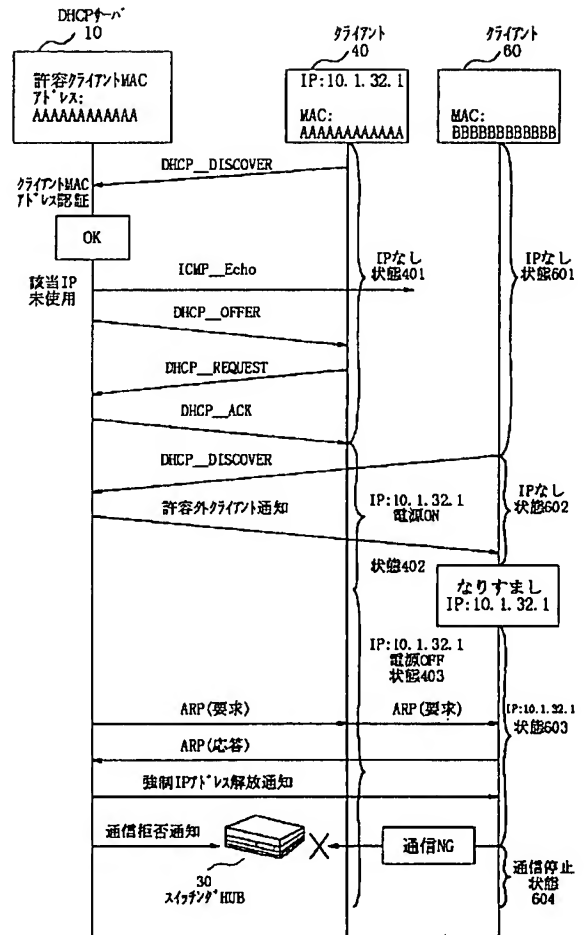 DHCPサーバ
10
クライアント
40
クライアント
60
許容クライアントMAC
アドレス:
AAAAAAAAAAAA
IP:10.1.32.1
MAC:
AAAAAAAAAAAA
MAC:
BBBBBBBBBBBB
DHCP__DISCOVER
クライアントMAC
アドレス認証
OK
IPなし
状態401
IPなし
状態601
該当IP
未使用
ICMP__Echo
DHCP__OFFER
DHCP__REQUEST
DHCP__ACK
DHCP__DISCOVER
許容外クライアント通知
IP:10.1.32.1
電源ON
状態402
IPなし
状態602
なりすまし
IP:10.1.32.1
IP:10.1.32.1
電源OFF
状態403
ARP(要求)
ARP(要求)
IP:10.1.32.1
状態603
ARP(応答)
強制IPアドレス解放通知
通信拒否通知
通信NG
30
スイッチングHUB
通信停止
状態
604